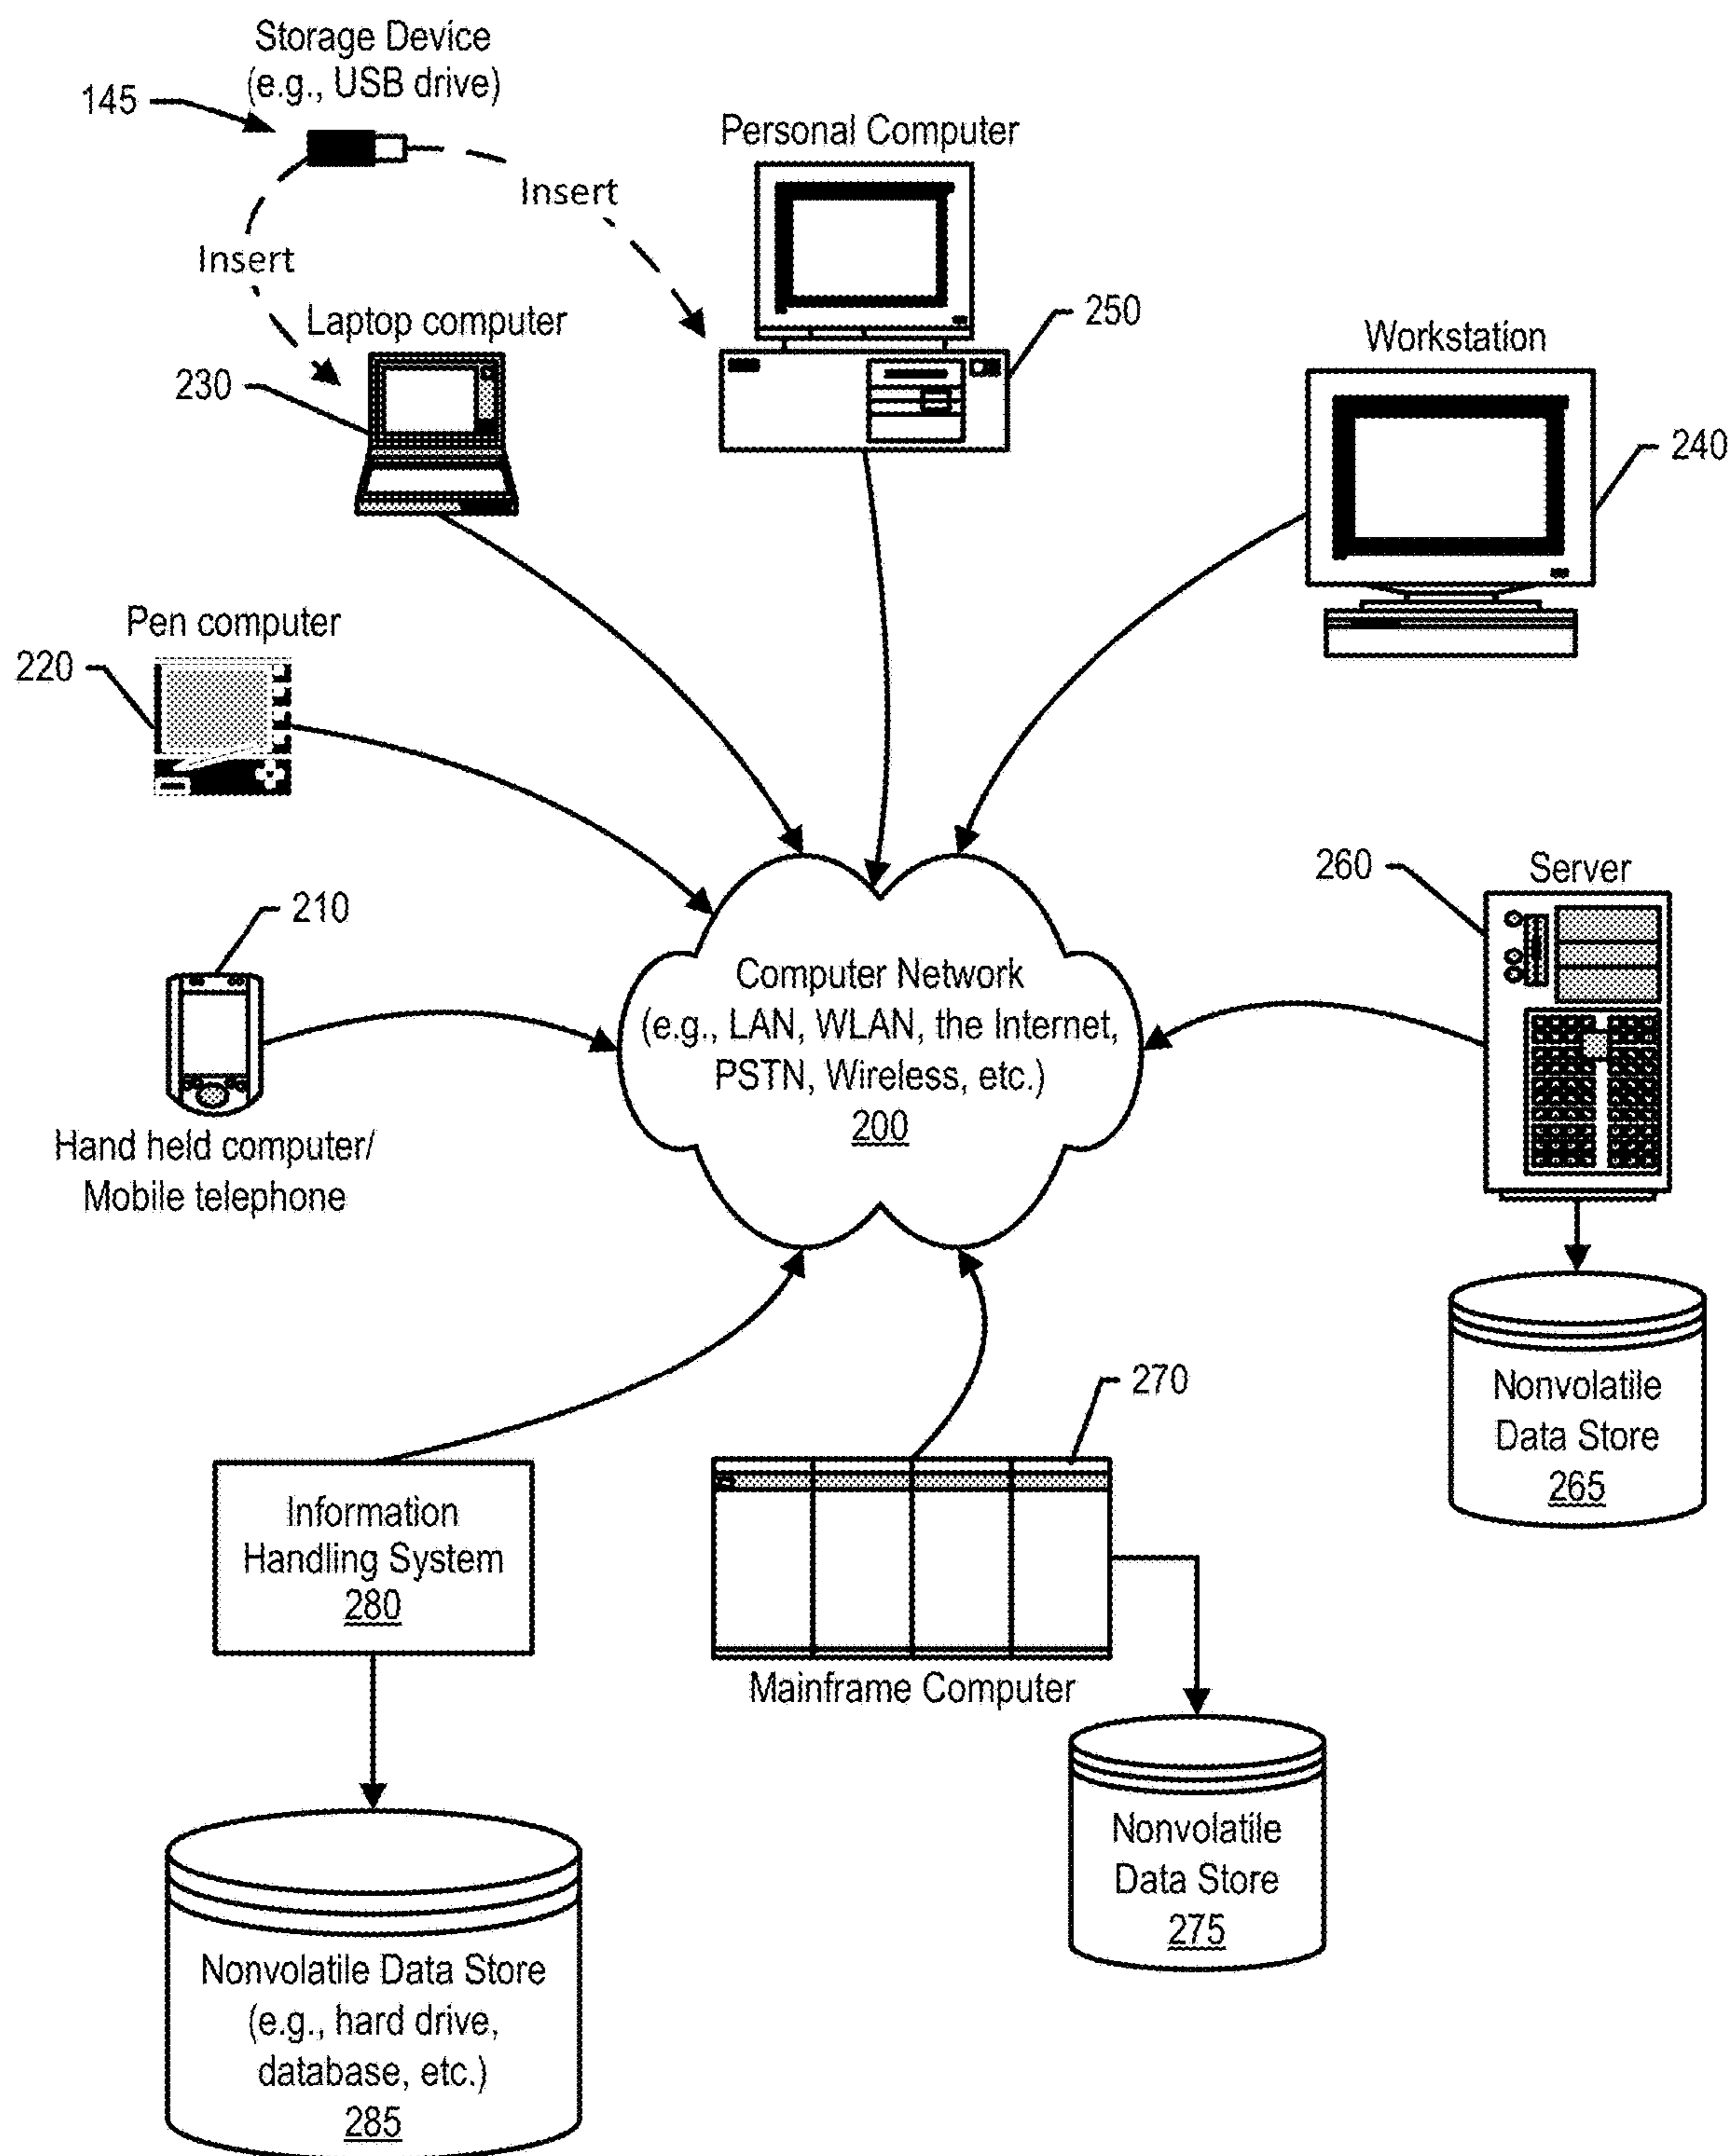 Storage Device
(e.g., USB drive)
145
Personal Computer
Insert
Insert
Laptop computer
250
Workstation
230
240
Pen computer
220
260
Server
210
Computer Network
(e.g., LAN, WLAN, the Internet,
PSTN, Wireless, etc.)
200
Hand held computer/
Mobile telephone
270
Nonvolatile
Data Store
265
Information
Handling System
280
Mainframe Computer
Nonvolatile
Data Store
275
Nonvolatile Data Store
(e.g., hard drive,
database, etc.)
285